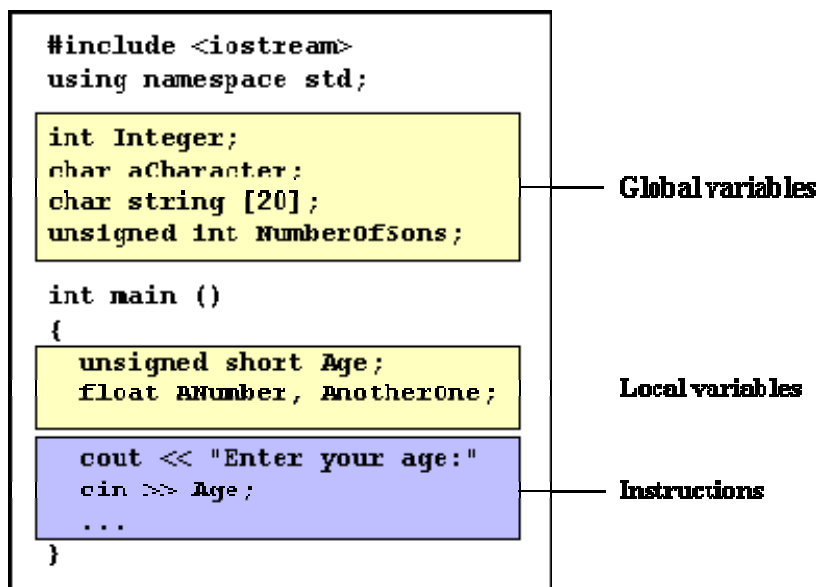 #include <iostream>
using namespace std;
int Integer;
char aCharacter;
char string [20];
unsigned int NumberOfSons;
Global variables
int main ()
{
unsigned short Age;
float ANumber, AnotherOne;
Local variables
cout << "Enter your age:"
cin >> Age;
...
Instructions
}